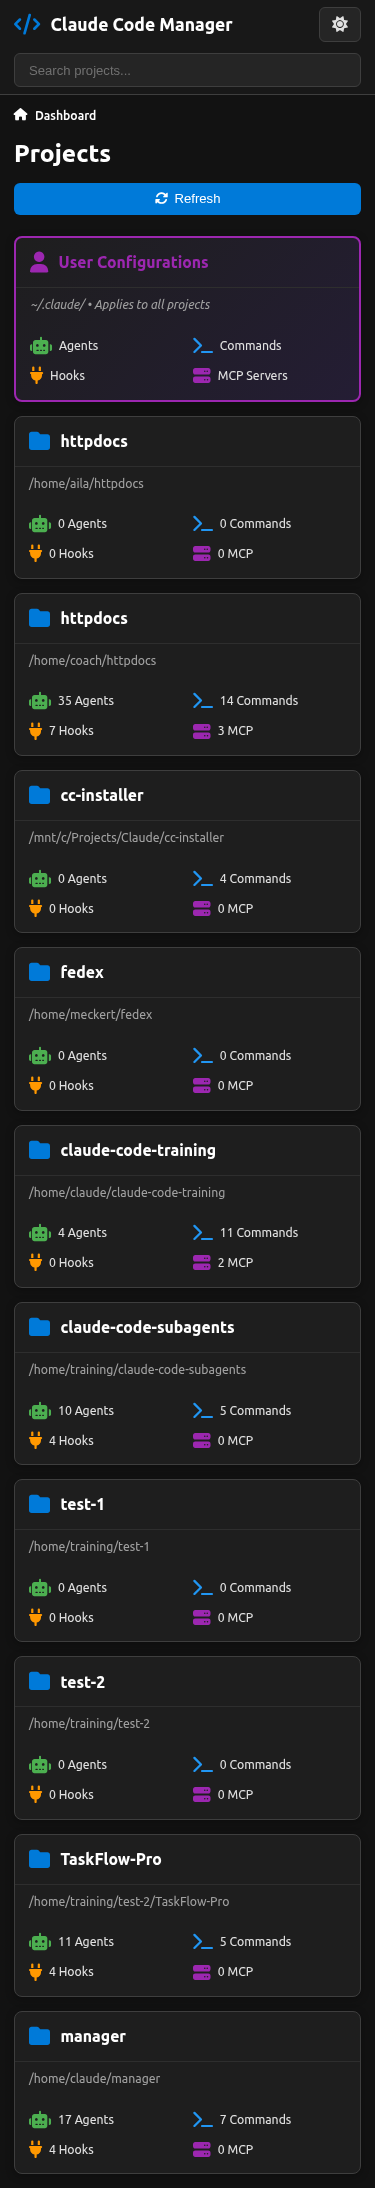 Claude Code Manager
Search projects...
Dashboard
Projects
Refresh
User Configurations
~/.claude/ • Applies to all projects
Agents Commands
Hooks MCP Servers
httpdocs
/home/aila/httpdocs
0 Agents 0 Commands
0 Hooks 0 MCP
httpdocs
/home/coach/httpdocs
35 Agents 14 Commands
7 Hooks 3 MCP
cc-installer
/mnt/c/Projects/Claude/cc-installer
0 Agents 4 Commands
0 Hooks 0 MCP
fedex
/home/meckert/fedex
0 Agents 0 Commands
0 Hooks 0 MCP
claude-code-training
/home/claude/claude-code-training
4 Agents 11 Commands
0 Hooks 2 MCP
claude-code-subagents
/home/training/claude-code-subagents
10 Agents 5 Commands
4 Hooks 0 MCP
test-1
/home/training/test-1
0 Agents 0 Commands
0 Hooks 0 MCP
test-2
/home/training/test-2
0 Agents 0 Commands
0 Hooks 0 MCP
TaskFlow-Pro
/home/training/test-2/TaskFlow-Pro
11 Agents 5 Commands
4 Hooks 0 MCP
manager
/home/claude/manager
17 Agents 7 Commands
4 Hooks 0 MCP